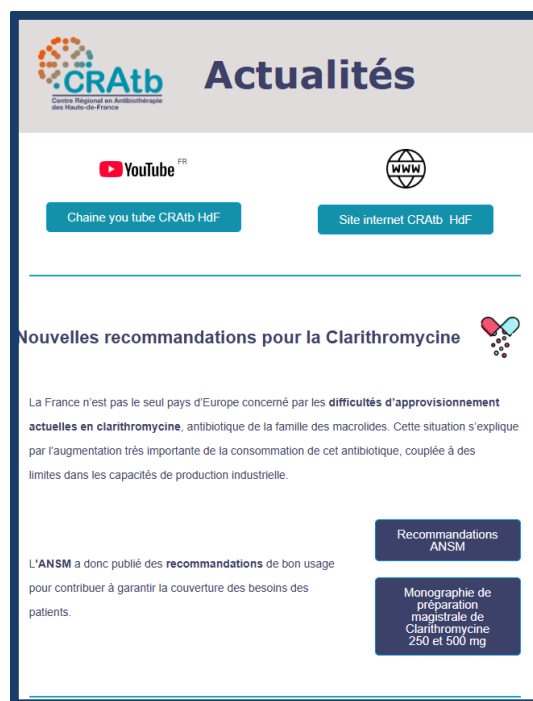 CRAtb
Centre Régional en Antibiothérapie
des Hauts-de-France
Actualités
YouTube FR
WWW
Chaine you tube CRAtb HdF
Site internet CRAtb HdF
Nouvelles recommandations pour la Clarithromycine
La France n'est pas le seul pays d'Europe concerné par les difficultés d'approvisionnement
actuelles en clarithromycine, antibiotique de la famille des macrolides. Cette situation s'explique
par l'augmentation très importante de la consommation de cet antibiotique, couplée à des
limites dans les capacités de production industrielle.
L'ANSM a donc publié des recommandations de bon usage
pour contribuer à garantir la couverture des besoins des
patients.
Recommandations
ANSM
Monographie de
préparation
magistrale de
Clarithromycine
250 et 500 mg